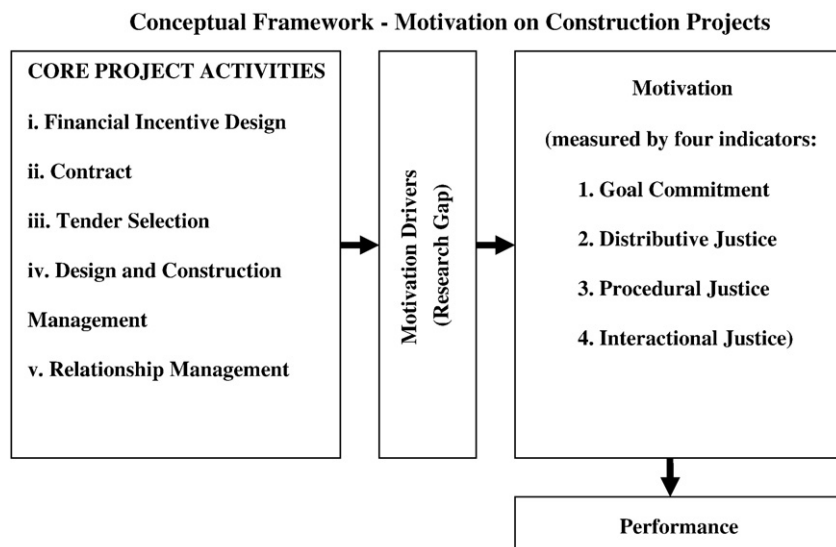 Conceptual Framework - Motivation on Construction Projects
CORE PROJECT ACTIVITIES
i. Financial Incentive Design
ii. Contract
iii. Tender Selection
iv. Design and Construction
Management
v. Relationship Management
Motivation Drivers
(Research Gap)
Motivation
(measured by four indicators:
1. Goal Commitment
2. Distributive Justice
3. Procedural Justice
4. Interactional Justice)
Performance